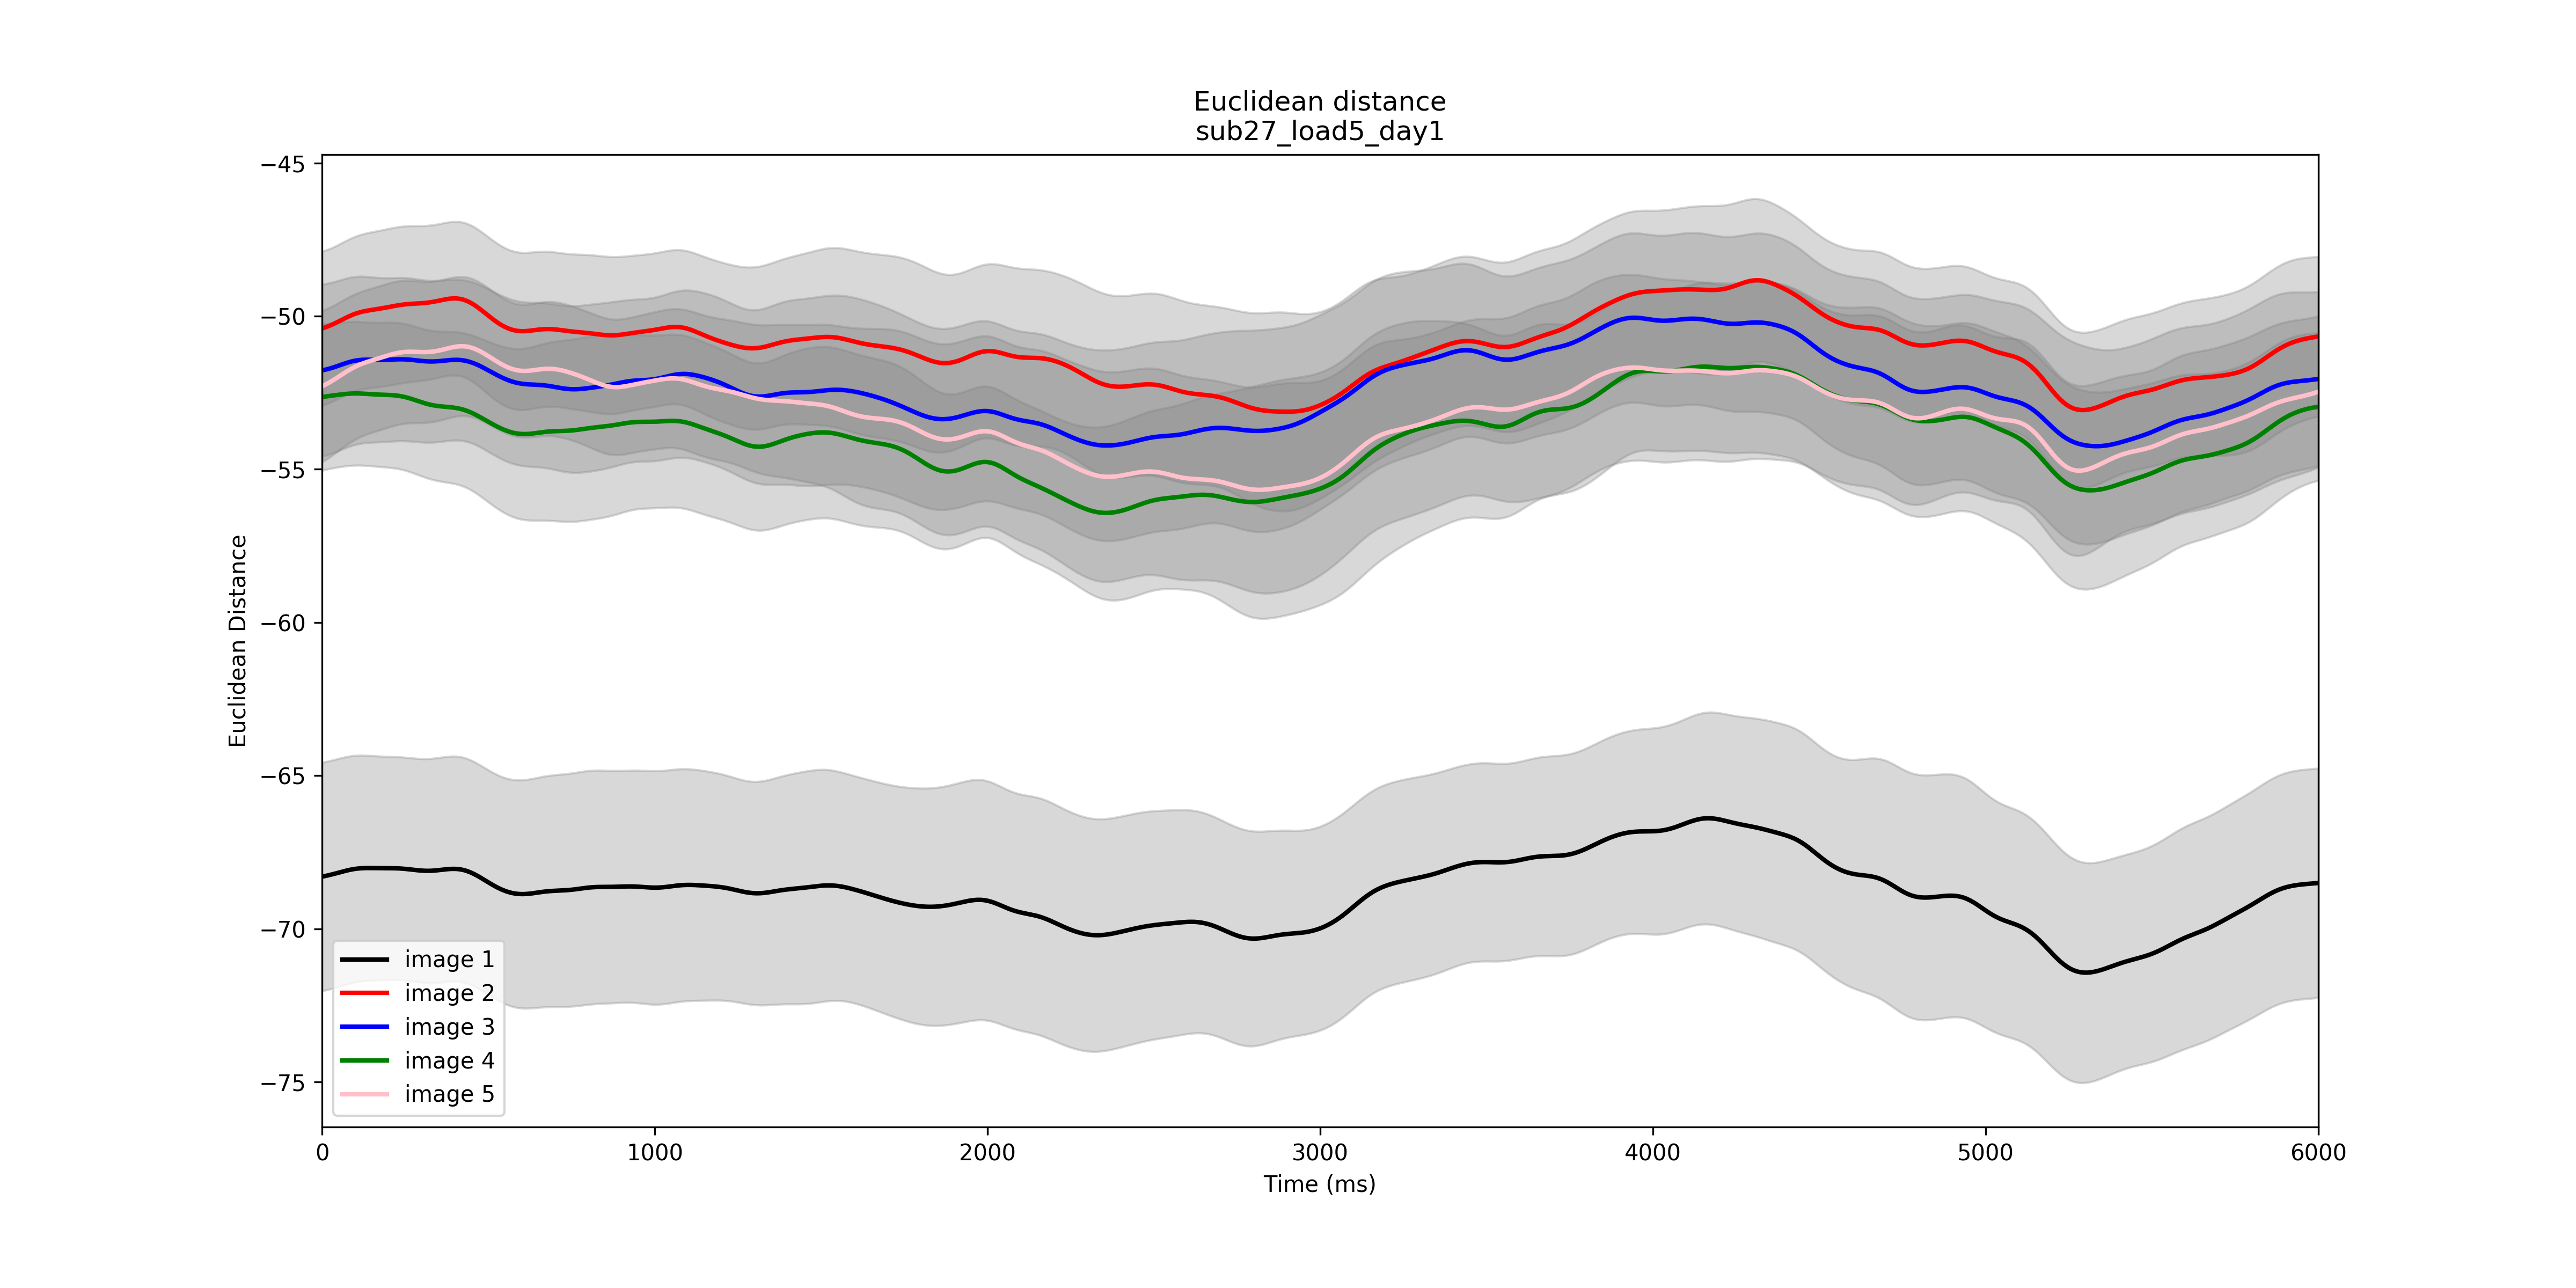 Euclidean distance
sub27_load5_day1
Euclidean Distance
−45
−50
−55
−60
−65
−70
−75
image 1
image 2
image 3
image 4
image 5
0 1000 2000 3000 4000 5000 6000
Time (ms)